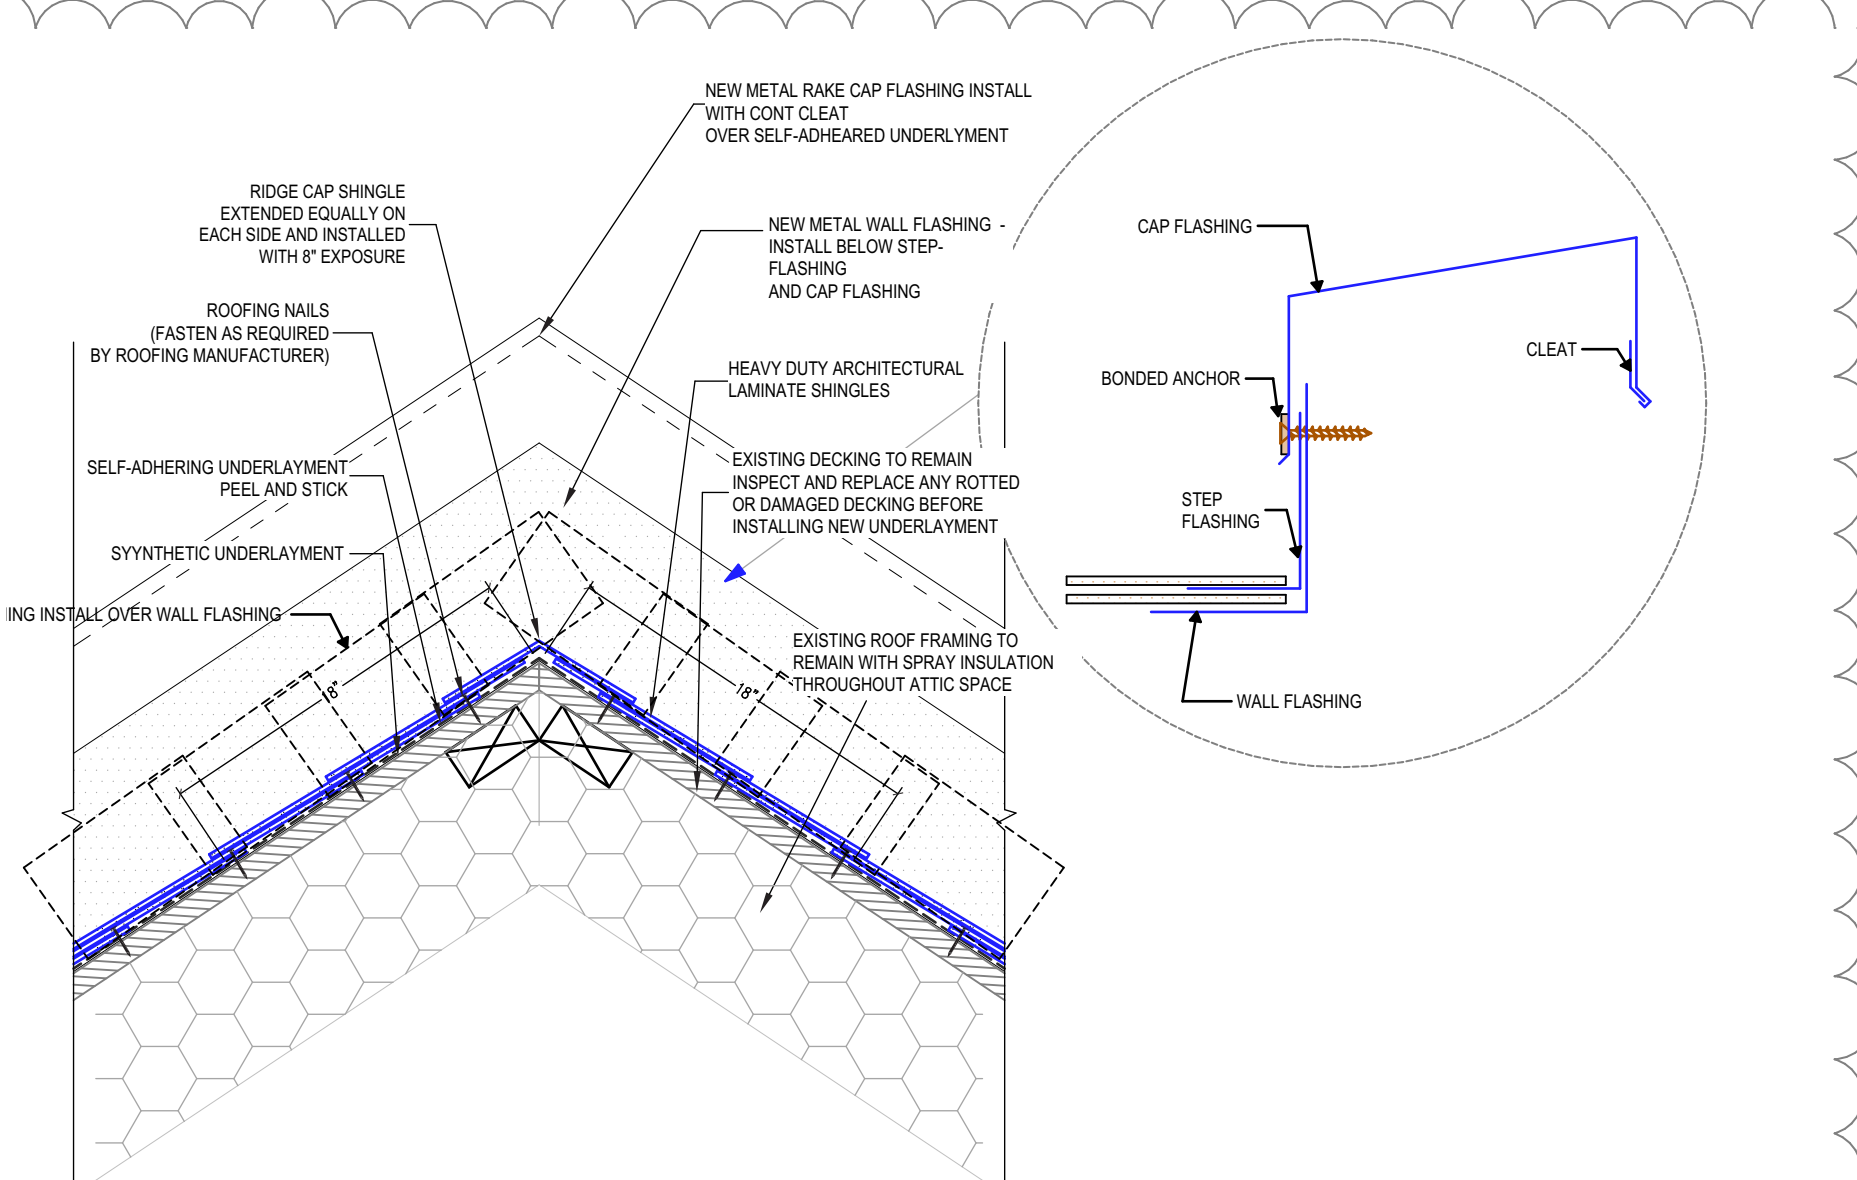 NEW METAL RAKE CAP FLASHING INSTALL
WITH CONT CLEAT
OVER SELF-ADHEARED UNDERLYMENT
RIDGE CAP SHINGLE
EXTENDED EQUALLY ON
EACH SIDE AND INSTALLED
WITH 8" EXPOSURE
NEW METAL WALL FLASHING -
INSTALL BELOW STEP-
FLASHING
AND CAP FLASHING
ROOFING NAILS
(FASTEN AS REQUIRED
BY ROOFING MANUFACTURER)
HEAVY DUTY ARCHITECTURAL
LAMINATE SHINGLES
SELF-ADHERING UNDERLAYMENT
PEEL AND STICK
EXISTING DECKING TO REMAIN
INSPECT AND REPLACE ANY ROTTED
OR DAMAGED DECKING BEFORE
INSTALLING NEW UNDERLAYMENT
SYYNTHETIC UNDERLAYMENT
INSTALL OVER WALL FLASHING
EXISTING ROOF FRAMING TO
REMAIN WITH SPRAY INSULATION
THROUGHOUT ATTIC SPACE
18"
18"
CAP FLASHING
CLEAT
BONDED ANCHOR
STEP
FLASHING
WALL FLASHING